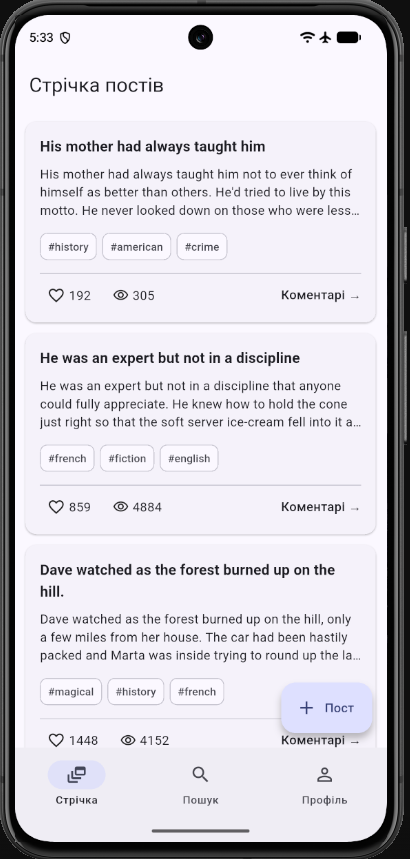 5:33
Стрічка постів
His mother had always taught him
His mother had always taught him not to ever think of
himself as better than others. He'd tried to live by this
motto. He never looked down on those who were less…
#history #american #crime
192 305 Коментарі →
He was an expert but not in a discipline
He was an expert but not in a discipline that anyone
could fully appreciate. He knew how to hold the cone
just right so that the soft server ice-cream fell into it a…
#french #fiction #english
859 4884 Коментарі →
Dave watched as the forest burned up on the
hill.
Dave watched as the forest burned up on the hill, only
a few miles from her house. The car had been hastily
packed and Marta was inside trying to round up the la…
#magical #history #french
+ Пост
1448 4152 Коментарі →
Стрічка Пошук Профіль